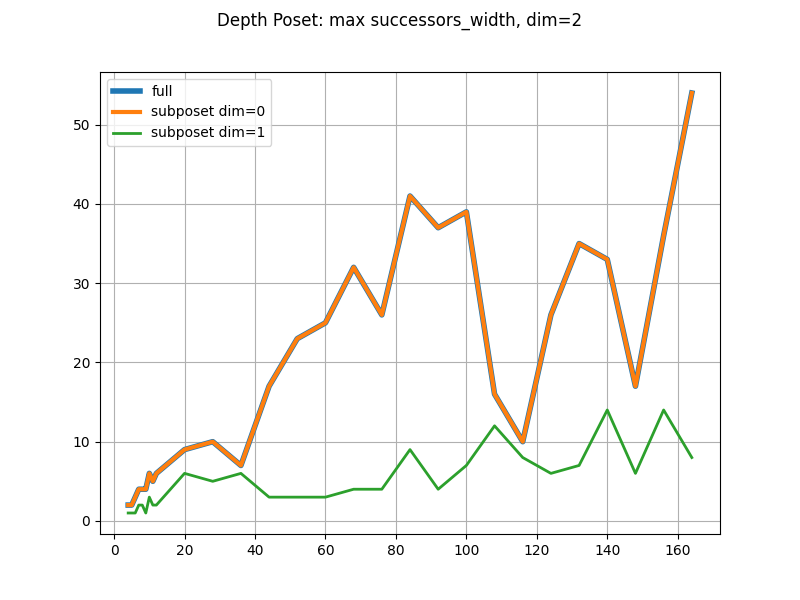 Depth Poset: max successors_width, dim=2
full
subposet dim=0
subposet dim=1
50
40
30
20
10
0
0 20 40 60 80 100 120 140 160